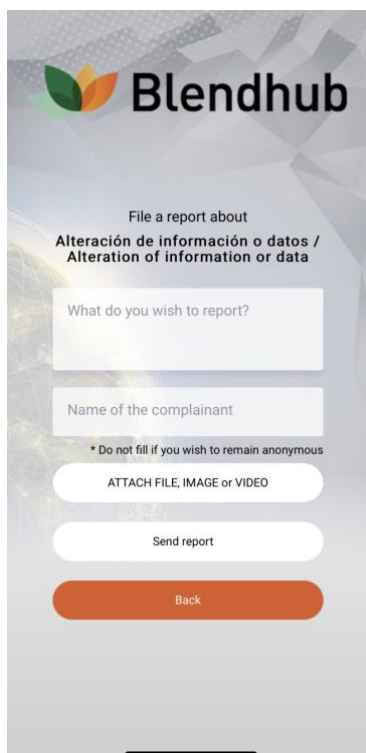 Blendhub
File a report about
Alteración de información o datos /
Alteration of information or data
What do you wish to report?
Name of the complainant
* Do not fill if you wish to remain anonymous
ATTACH FILE, IMAGE or VIDEO
Send report
Back